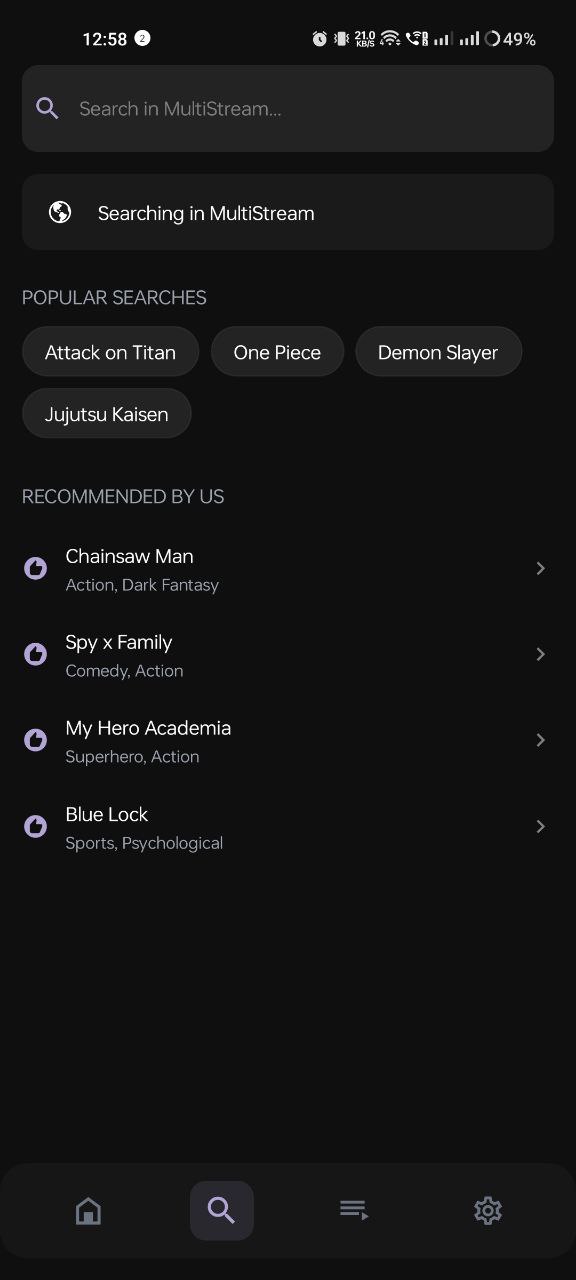 12:58 2 21.0 KB/S 49%
Search in MultiStream...
Searching in MultiStream
POPULAR SEARCHES
Attack on Titan One Piece Demon Slayer
Jujutsu Kaisen
RECOMMENDED BY US
Chainsaw Man
Action, Dark Fantasy
Spy x Family
Comedy, Action
My Hero Academia
Superhero, Action
Blue Lock
Sports, Psychological